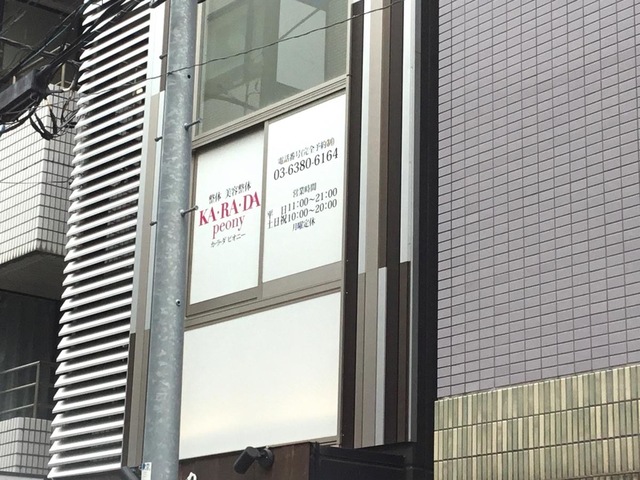 整体 美容整体
KA・RA・DA
peony
カ・ラ・ダ ピオニー
電話番号(完全予約制)
03-6380-6164
営業時間
平 日11:00～21:00
土日祝10:00～20:00
月曜定休